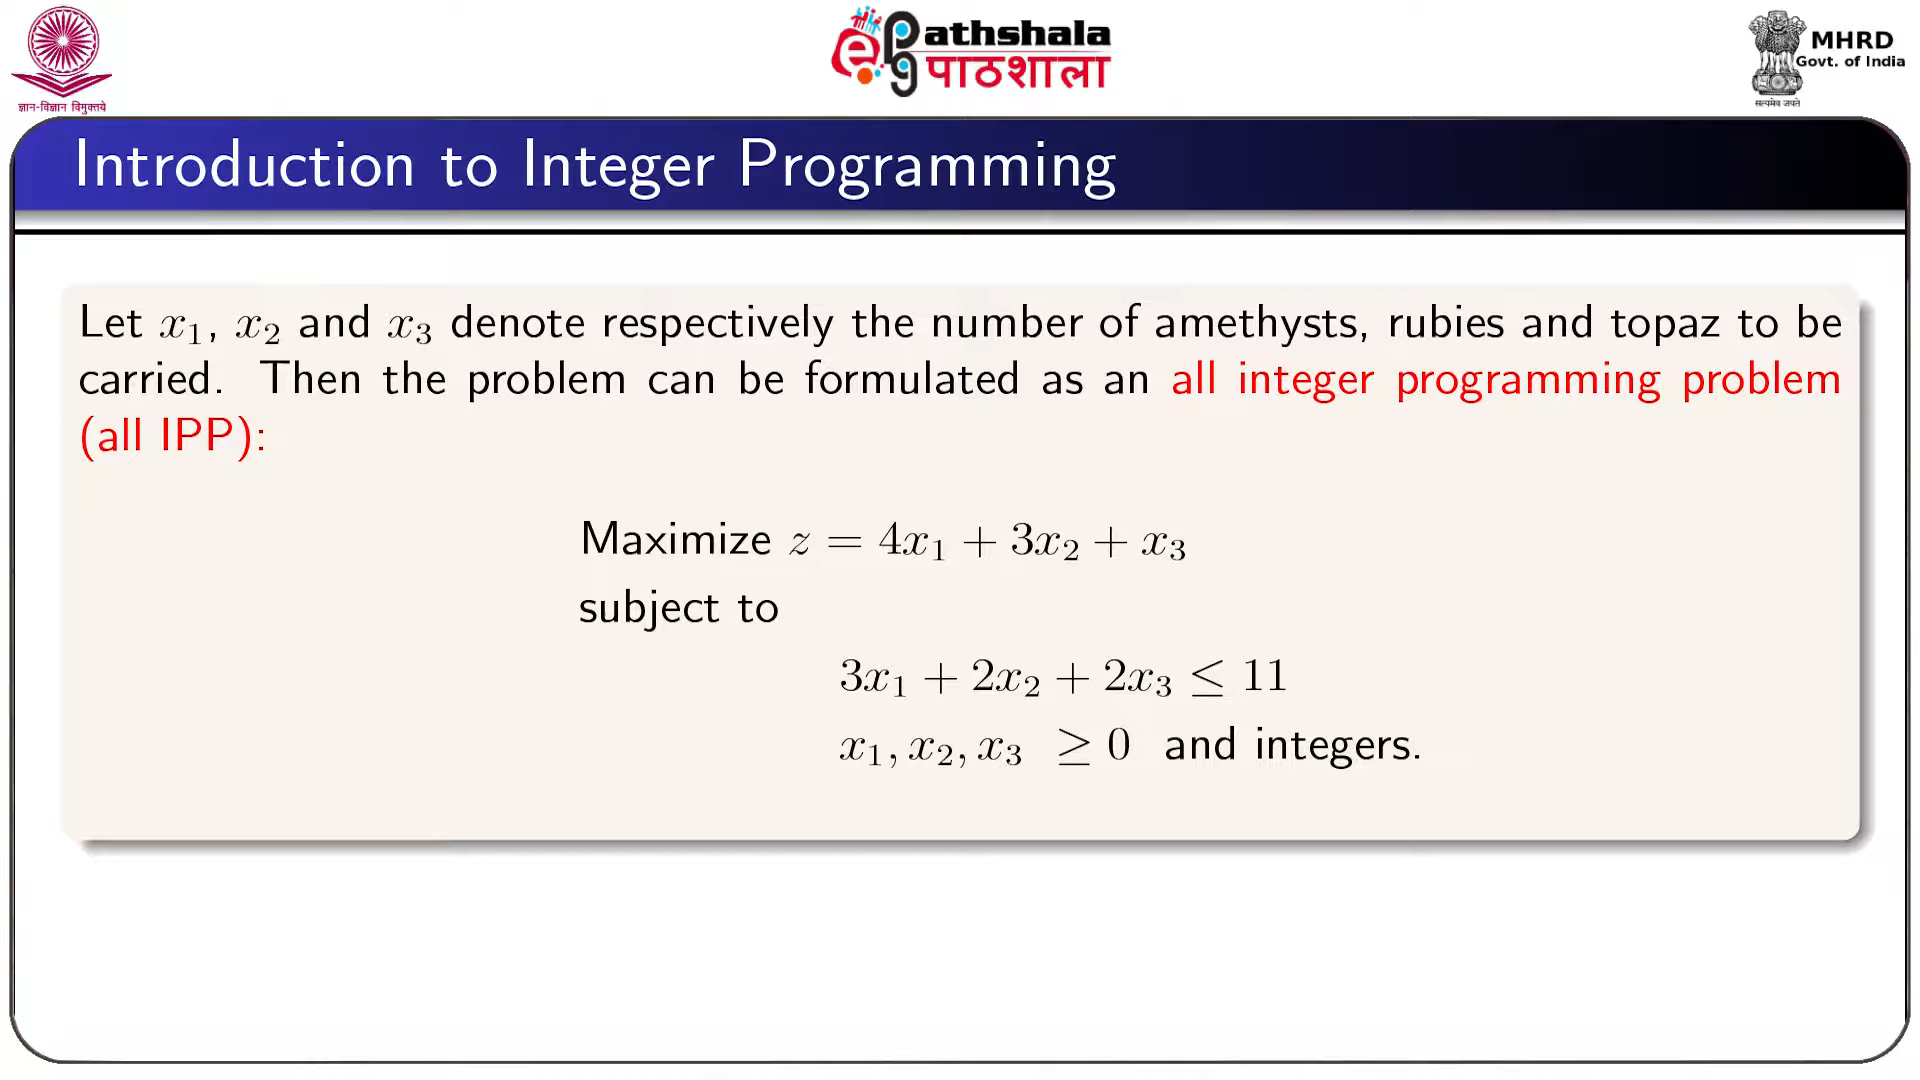 ज्ञान-विज्ञान विमुक्तये
ePG Pathshala
पाठशाला
MHRD
Govt. of India
सत्यमेव जयते
Introduction to Integer Programming
Let x₁, x₂ and x₃ denote respectively the number of amethysts, rubies and topaz to be
carried. Then the problem can be formulated as an all integer programming problem
(all IPP):
Maximize z = 4x₁ + 3x₂ + x₃
subject to
3x₁ + 2x₂ + 2x₃ ≤ 11
x₁, x₂, x₃ ≥ 0 and integers.